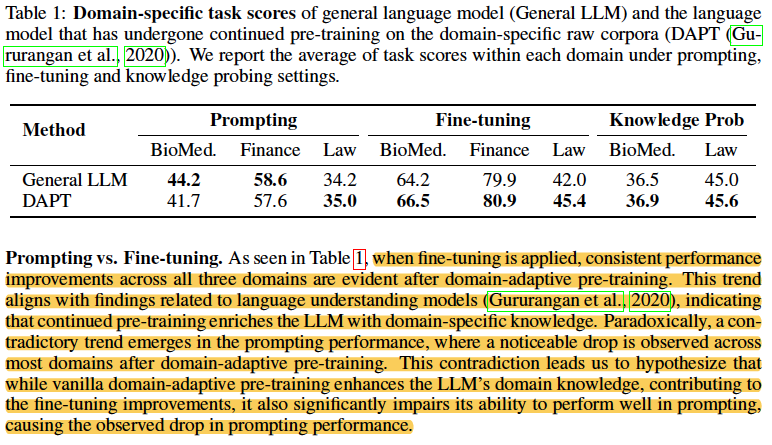 Table 1: Domain-specific task scores of general language model (General LLM) and the language
model that has undergone continued pre-training on the domain-specific raw corpora (DAPT (Gu-
rurangan et al., 2020)). We report the average of task scores within each domain under prompting,
fine-tuning and knowledge probing settings.
Method Prompting Fine-tuning Knowledge Prob
BioMed. Finance Law BioMed. Finance Law BioMed. Law
General LLM 44.2 58.6 34.2 64.2 79.9 42.0 36.5 45.0
DAPT 41.7 57.6 35.0 66.5 80.9 45.4 36.9 45.6
Prompting vs. Fine-tuning. As seen in Table 1, when fine-tuning is applied, consistent performance
improvements across all three domains are evident after domain-adaptive pre-training. This trend
aligns with findings related to language understanding models (Gururangan et al., 2020), indicating
that continued pre-training enriches the LLM with domain-specific knowledge. Paradoxically, a con-
tradictory trend emerges in the prompting performance, where a noticeable drop is observed across
most domains after domain-adaptive pre-training. This contradiction leads us to hypothesize that
while vanilla domain-adaptive pre-training enhances the LLM's domain knowledge, contributing to
the fine-tuning improvements, it also significantly impairs its ability to perform well in prompting,
causing the observed drop in prompting performance.